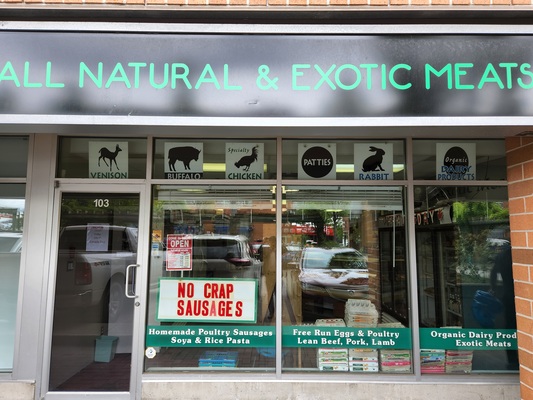 ALL NATURAL & EXOTIC MEATS
VENISON
BUFFALO
Specialty
CHICKEN
PATTIES
RABBIT
Organic
DAIRY
PRODUCTS
103
OPEN
NO CRAP
SAUSAGES
Homemade Poultry Sausages
Soya & Rice Pasta
Free Run Eggs & Poultry
Lean Beef, Pork, Lamb
Organic Dairy Prod
Exotic Meats